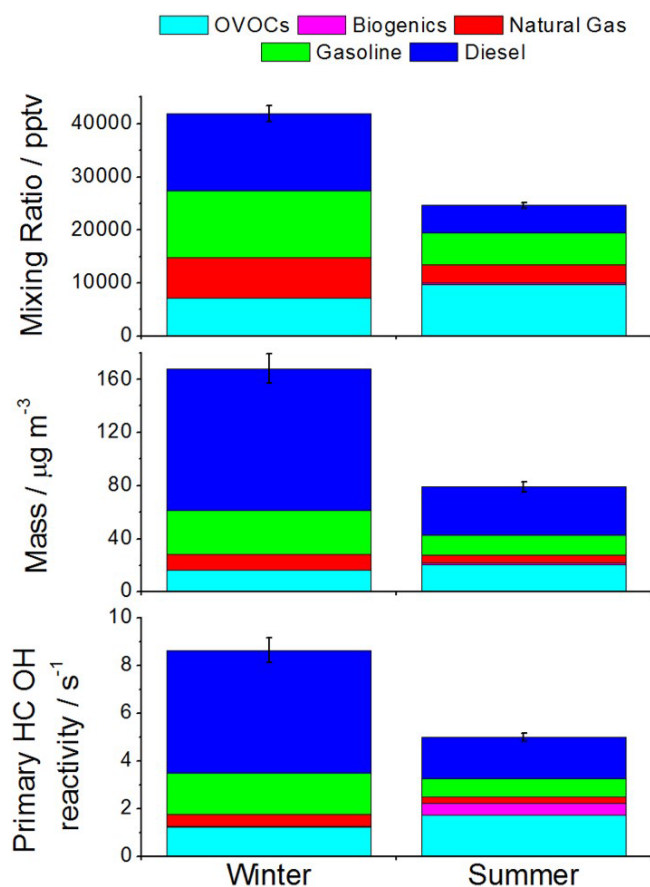 OVOCs Biogenics Natural Gas
Gasoline Diesel
Mixing Ratio / pptv
40000
30000
20000
10000
0
Mass / μg m⁻³
160
120
80
40
0
Primary HC OH
reactivity / s⁻¹
10
8
6
4
2
0
Winter Summer